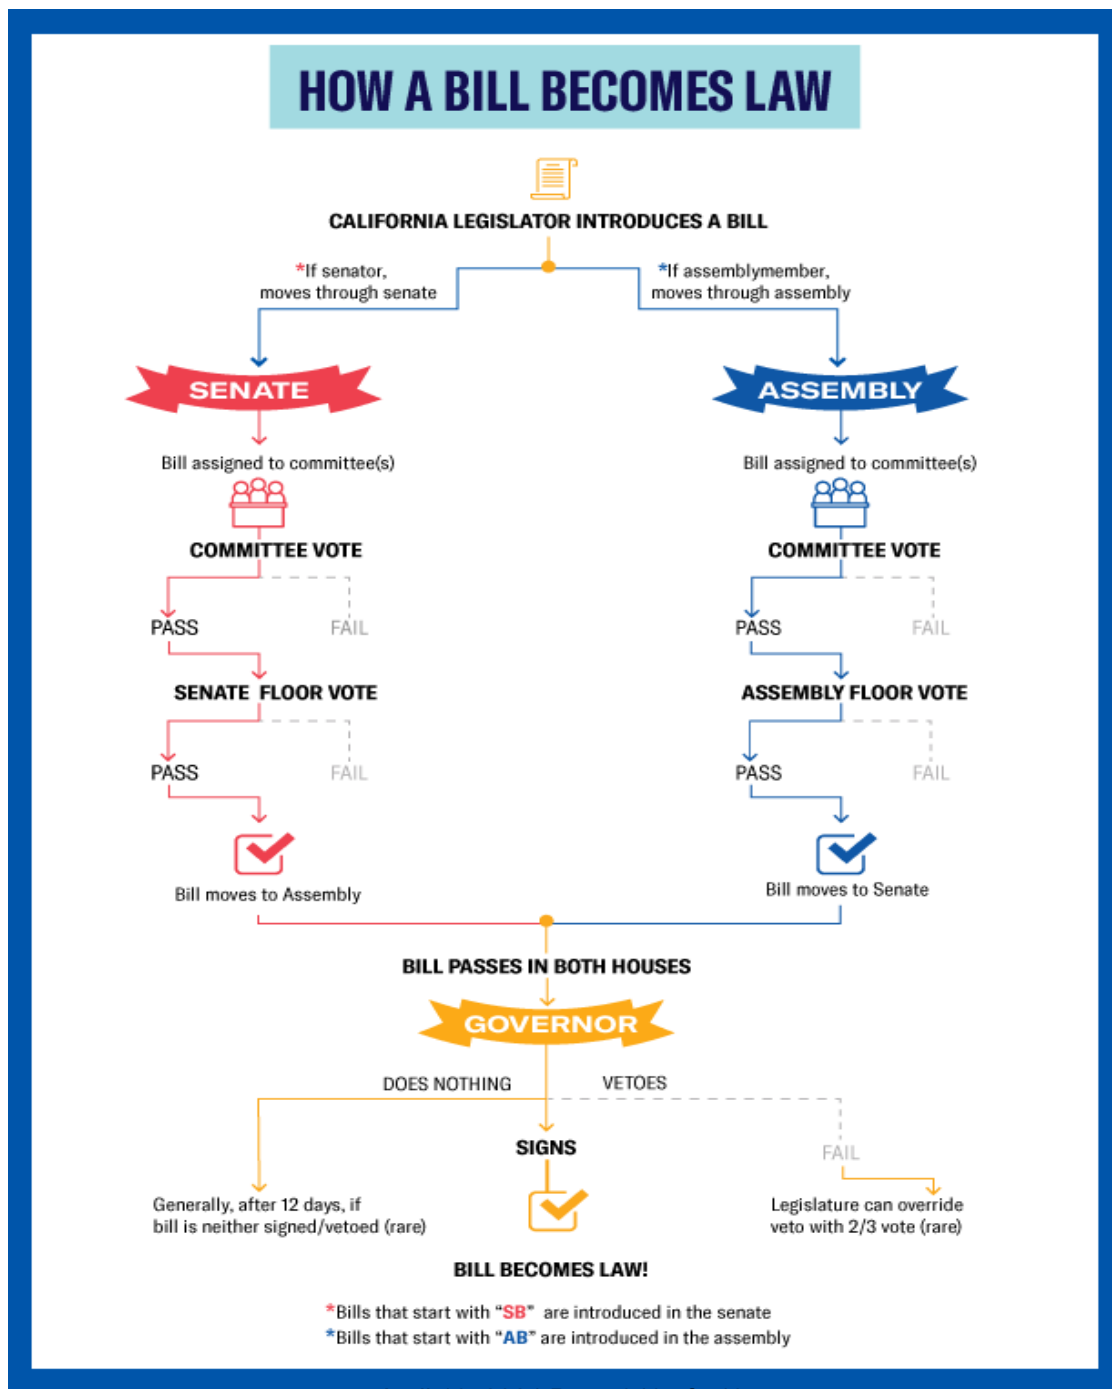 HOW A BILL BECOMES LAW
CALIFORNIA LEGISLATOR INTRODUCES A BILL
*If senator,
moves through senate
*If assemblymember,
moves through assembly
SENATE
Bill assigned to committee(s)
COMMITTEE VOTE
PASS
FAIL
SENATE FLOOR VOTE
PASS
FAIL
Bill moves to Assembly
ASSEMBLY
Bill assigned to committee(s)
COMMITTEE VOTE
PASS
FAIL
ASSEMBLY FLOOR VOTE
PASS
FAIL
Bill moves to Senate
BILL PASSES IN BOTH HOUSES
GOVERNOR
DOES NOTHING
VETOES
SIGNS
FAIL
Generally, after 12 days, if
bill is neither signed/vetoed (rare)
Legislature can override
veto with 2/3 vote (rare)
BILL BECOMES LAW!
*Bills that start with “SB” are introduced in the senate
*Bills that start with “AB” are introduced in the assembly